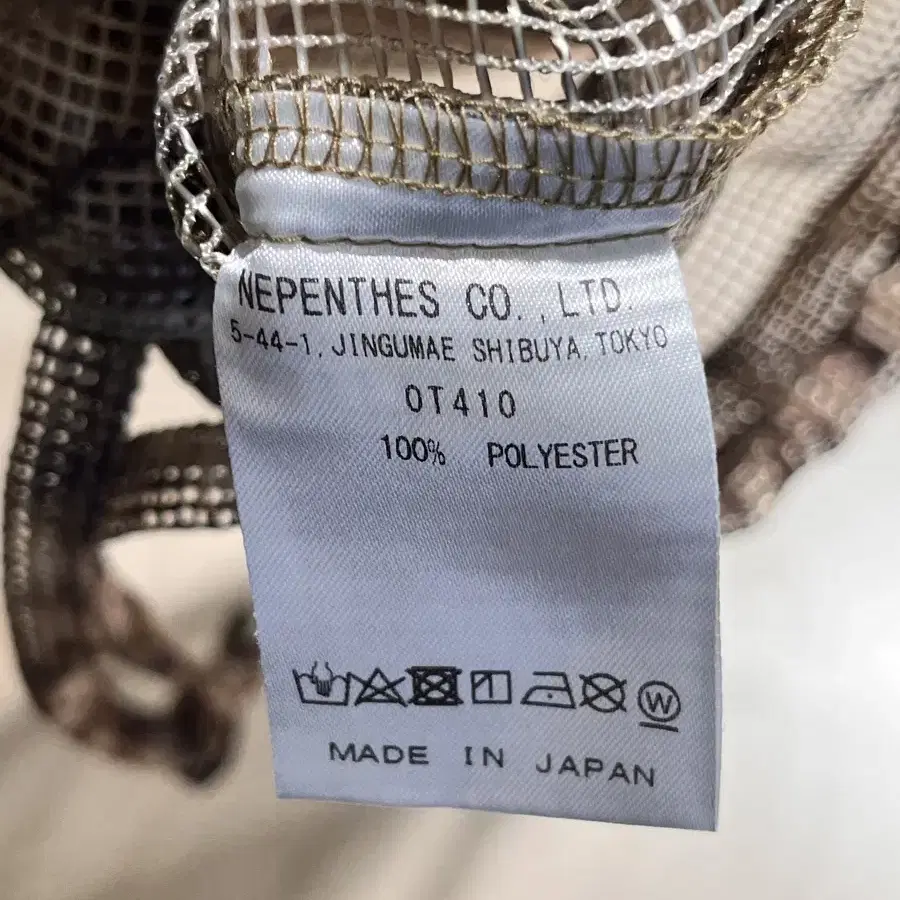 NEPENTHES CO.,LTD.
5-44-1, JINGUMAE SHIBUYA, TOKYO
OT410
100% POLYESTER
W
MADE IN JAPAN